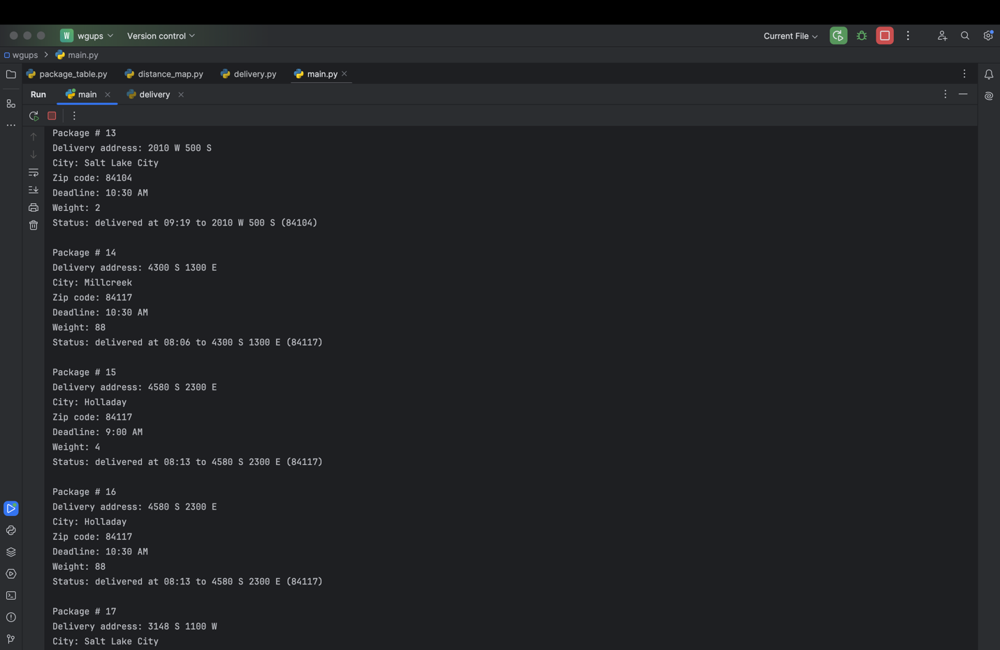 W wgups Version control Current File
wgups main.py
package_table.py distance_map.py delivery.py main.py
Run main delivery
Package # 13
Delivery address: 2010 W 500 S
City: Salt Lake City
Zip code: 84104
Deadline: 10:30 AM
Weight: 2
Status: delivered at 09:19 to 2010 W 500 S (84104)
Package # 14
Delivery address: 4300 S 1300 E
City: Millcreek
Zip code: 84117
Deadline: 10:30 AM
Weight: 88
Status: delivered at 08:06 to 4300 S 1300 E (84117)
Package # 15
Delivery address: 4580 S 2300 E
City: Holladay
Zip code: 84117
Deadline: 9:00 AM
Weight: 4
Status: delivered at 08:13 to 4580 S 2300 E (84117)
Package # 16
Delivery address: 4580 S 2300 E
City: Holladay
Zip code: 84117
Deadline: 10:30 AM
Weight: 88
Status: delivered at 08:13 to 4580 S 2300 E (84117)
Package # 17
Delivery address: 3148 S 1100 W
City: Salt Lake City